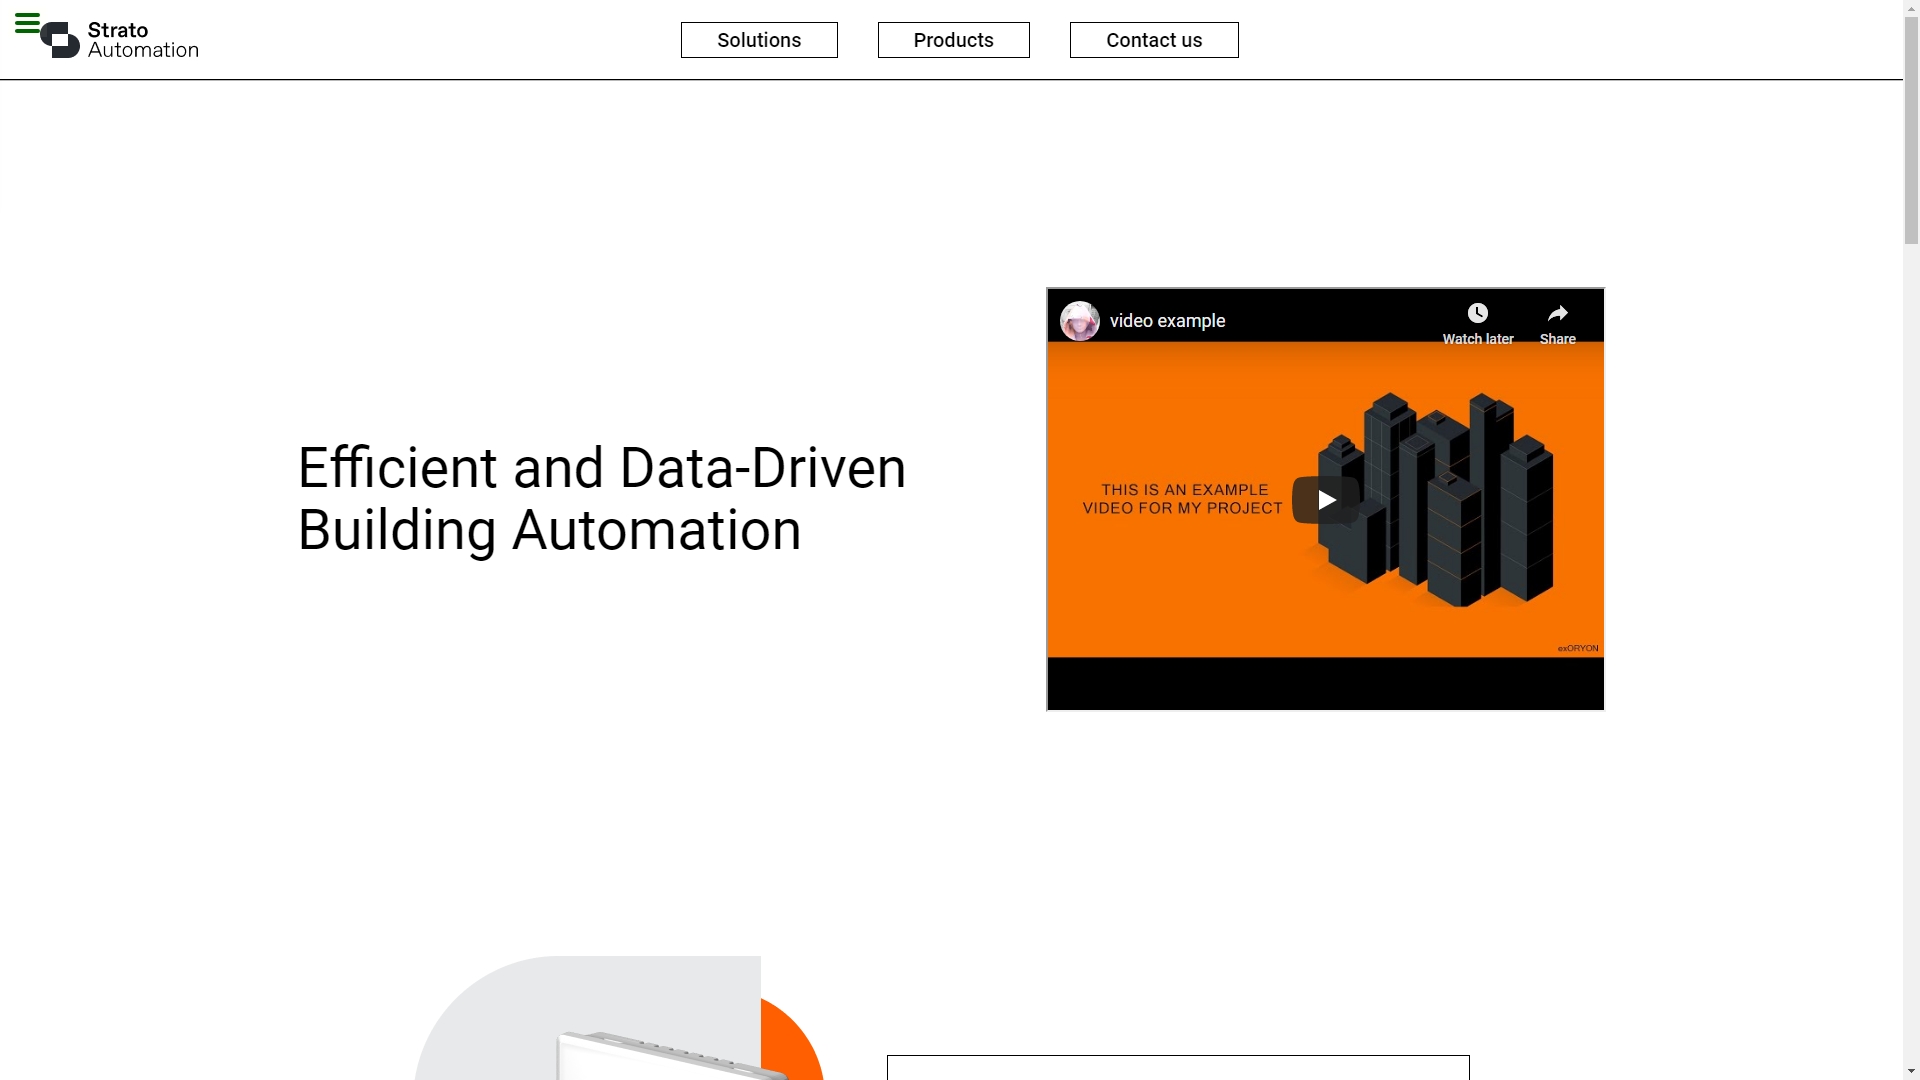 Strato
Automation
Solutions
Products
Contact us
Efficient and Data-Driven
Building Automation
video example
Watch later
Share
THIS IS AN EXAMPLE
VIDEO FOR MY PROJECT
exORYON